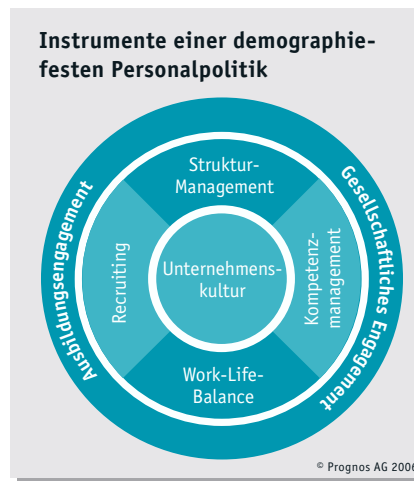 Instrumente einer demographie-
festen Personalpolitik
Ausbildungsengagement
Gesellschaftliches Engagement
Struktur-
Management
Recruiting
Unternehmens-
kultur
Kompetenz-
management
Work-Life-
Balance
© Prognos AG 2006